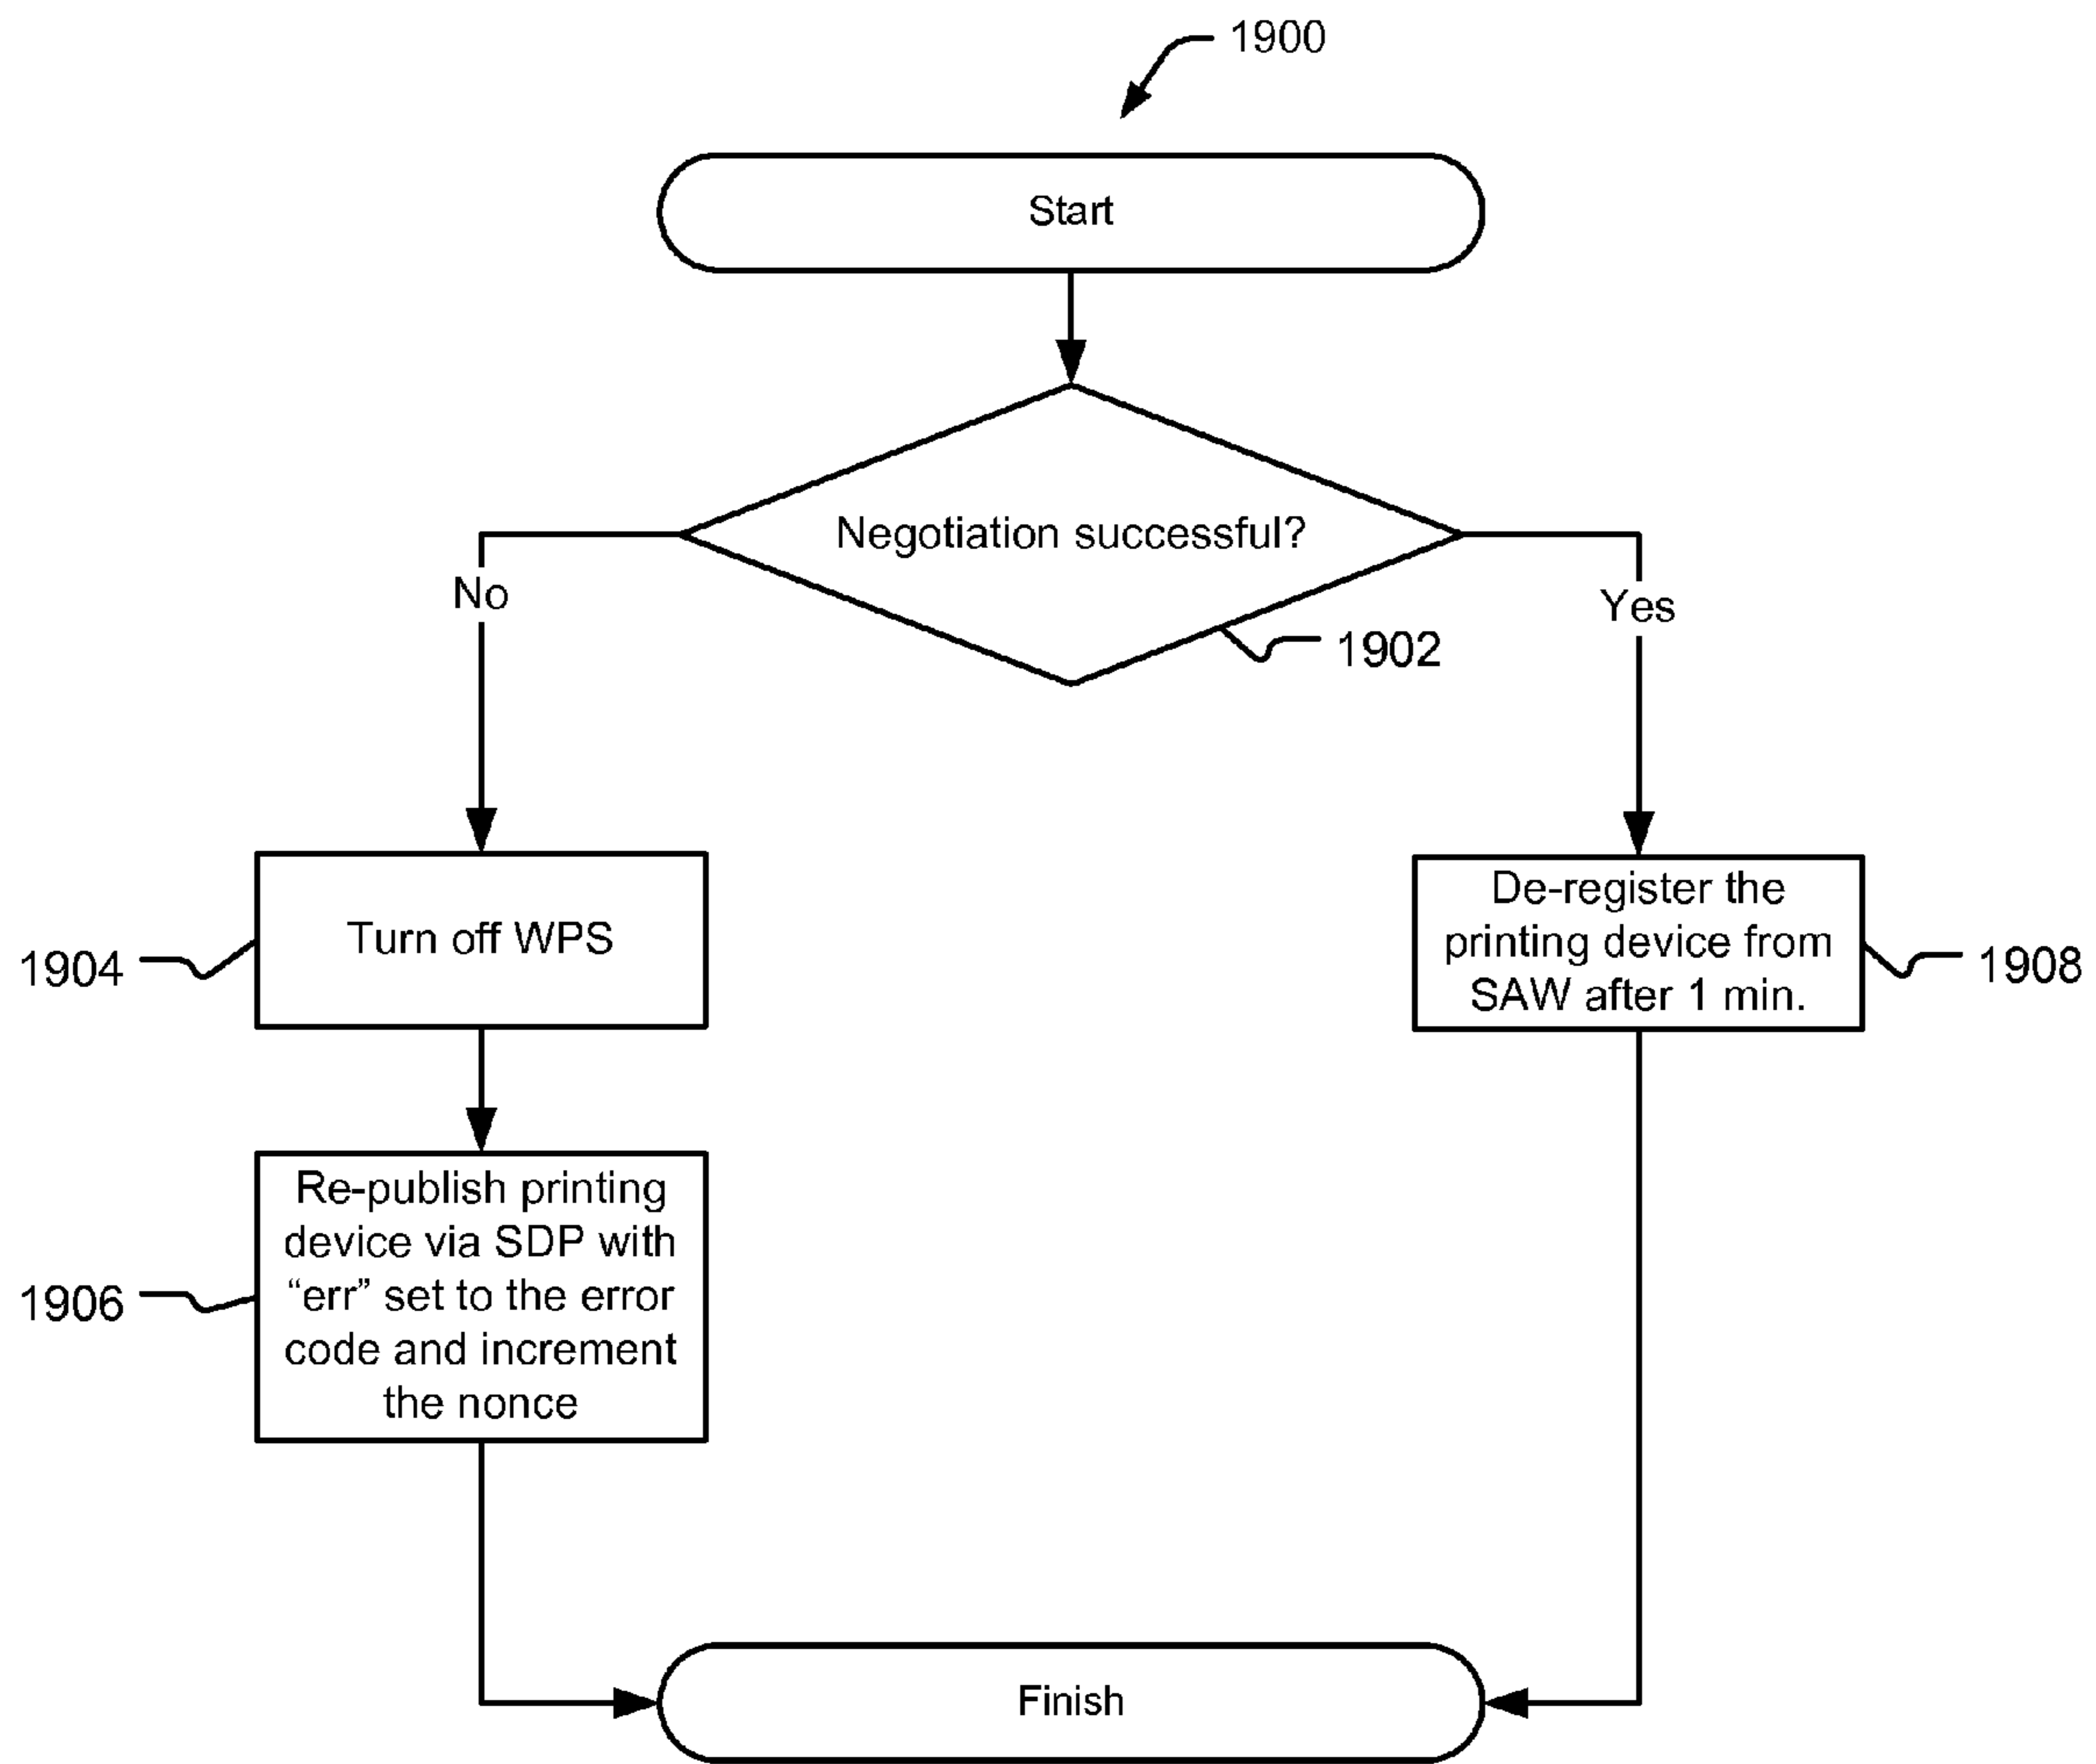 1900
Start
Negotiation successful?
No
Yes
1902
Turn off WPS
1904
De-register the
printing device from
SAW after 1 min.
1908
Re-publish printing
device via SDP with
“err” set to the error
code and increment
the nonce
1906
Finish